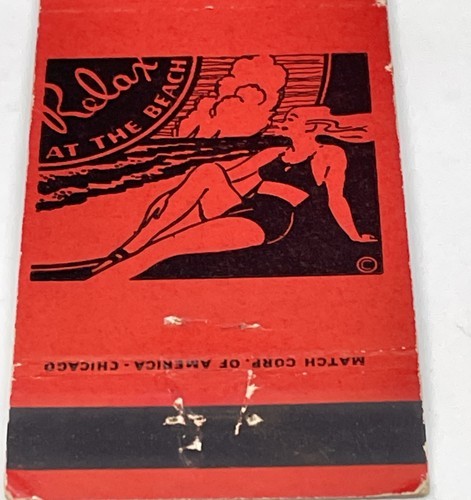 Relax
AT THE BEACH
©
MATCH CORP. OF AMERICA - CHICAGO